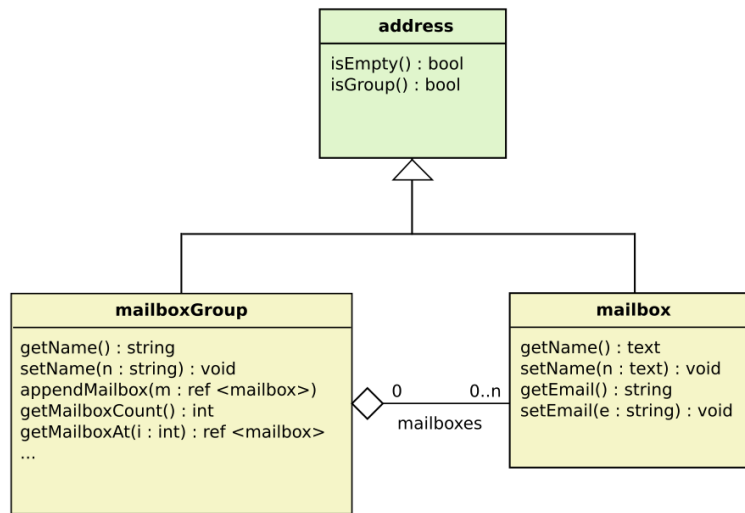 address
isEmpty() : bool
isGroup() : bool
mailboxGroup
getName() : string
setName(n : string) : void
appendMailbox(m : ref <mailbox>)
getMailboxCount() : int
getMailboxAt(i : int) : ref <mailbox>
...
0
0..n
mailboxes
mailbox
getName() : text
setName(n : text) : void
getEmail() : string
setEmail(e : string) : void